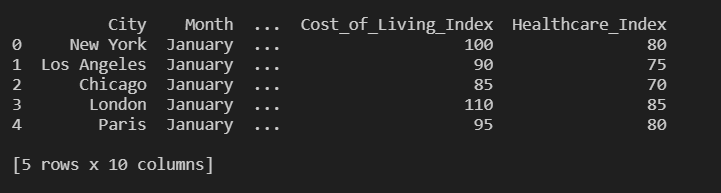 City Month ... Cost_of_Living_Index Healthcare_Index
0 New York January ... 100 80
1 Los Angeles January ... 90 75
2 Chicago January ... 85 70
3 London January ... 110 85
4 Paris January ... 95 80
[5 rows x 10 columns]